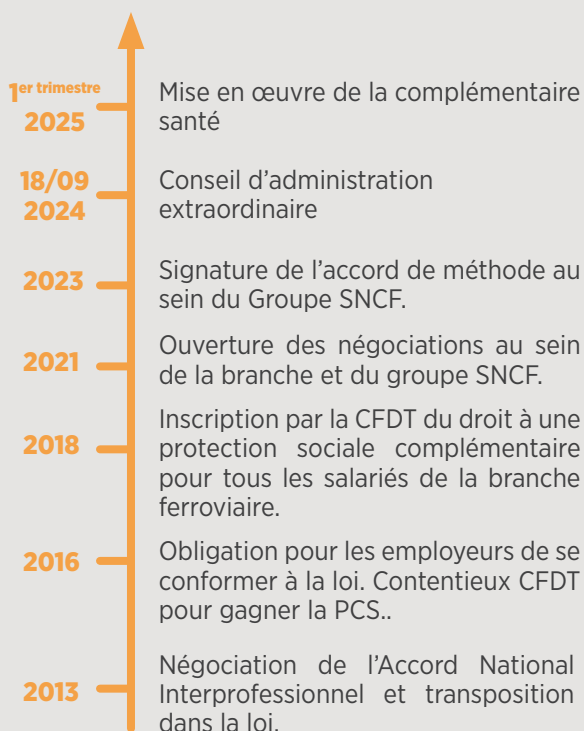 1er trimestre
2025
Mise en œuvre de la complémentaire
santé
18/09
2024
Conseil d’administration
extraordinaire
2023
Signature de l’accord de méthode au
sein du Groupe SNCF.
2021
Ouverture des négociations au sein
de la branche et du groupe SNCF.
2018
Inscription par la CFDT du droit à une
protection sociale complémentaire
pour tous les salariés de la branche
ferroviaire.
2016
Obligation pour les employeurs de se
conformer à la loi. Contentieux CFDT
pour gagner la PCS..
2013
Négociation de l’Accord National
Interprofessionnel et transposition
dans la loi.